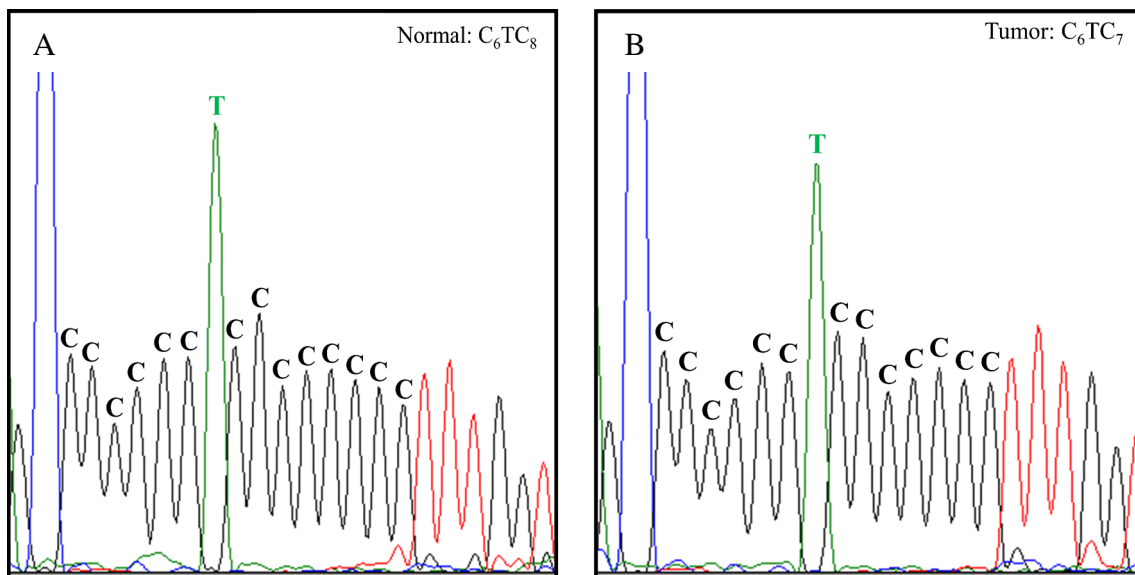 A
Normal: C₆TC₈
T
C C C C C C C C C C C C C C
B
Tumor: C₆TC₇
T
C C C C C C C C C C C C C